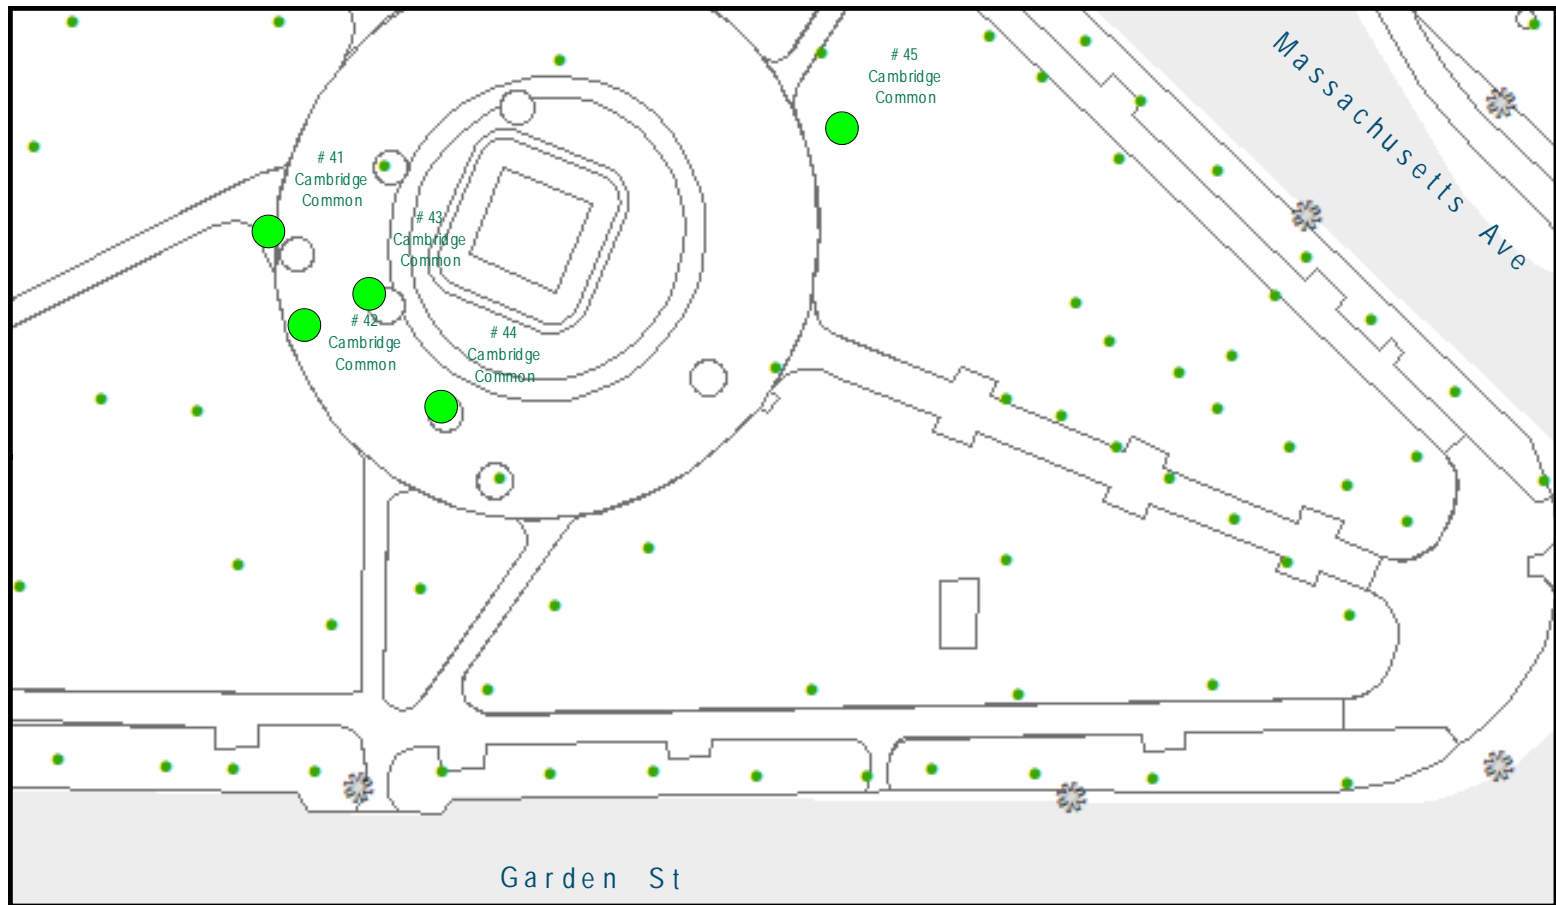 # 45
Cambridge
Common
Massachusetts Ave
# 41
Cambridge
Common
# 43
Cambridge
Common
# 42
Cambridge
Common
# 44
Cambridge
Common
Garden St